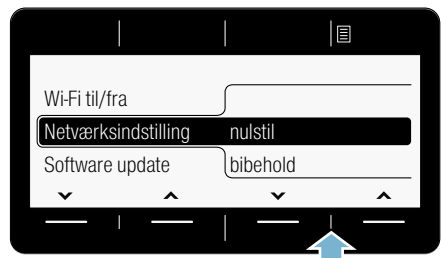 Wi-Fi til/fra
Netværksindstilling nulstil
Software update bibehold